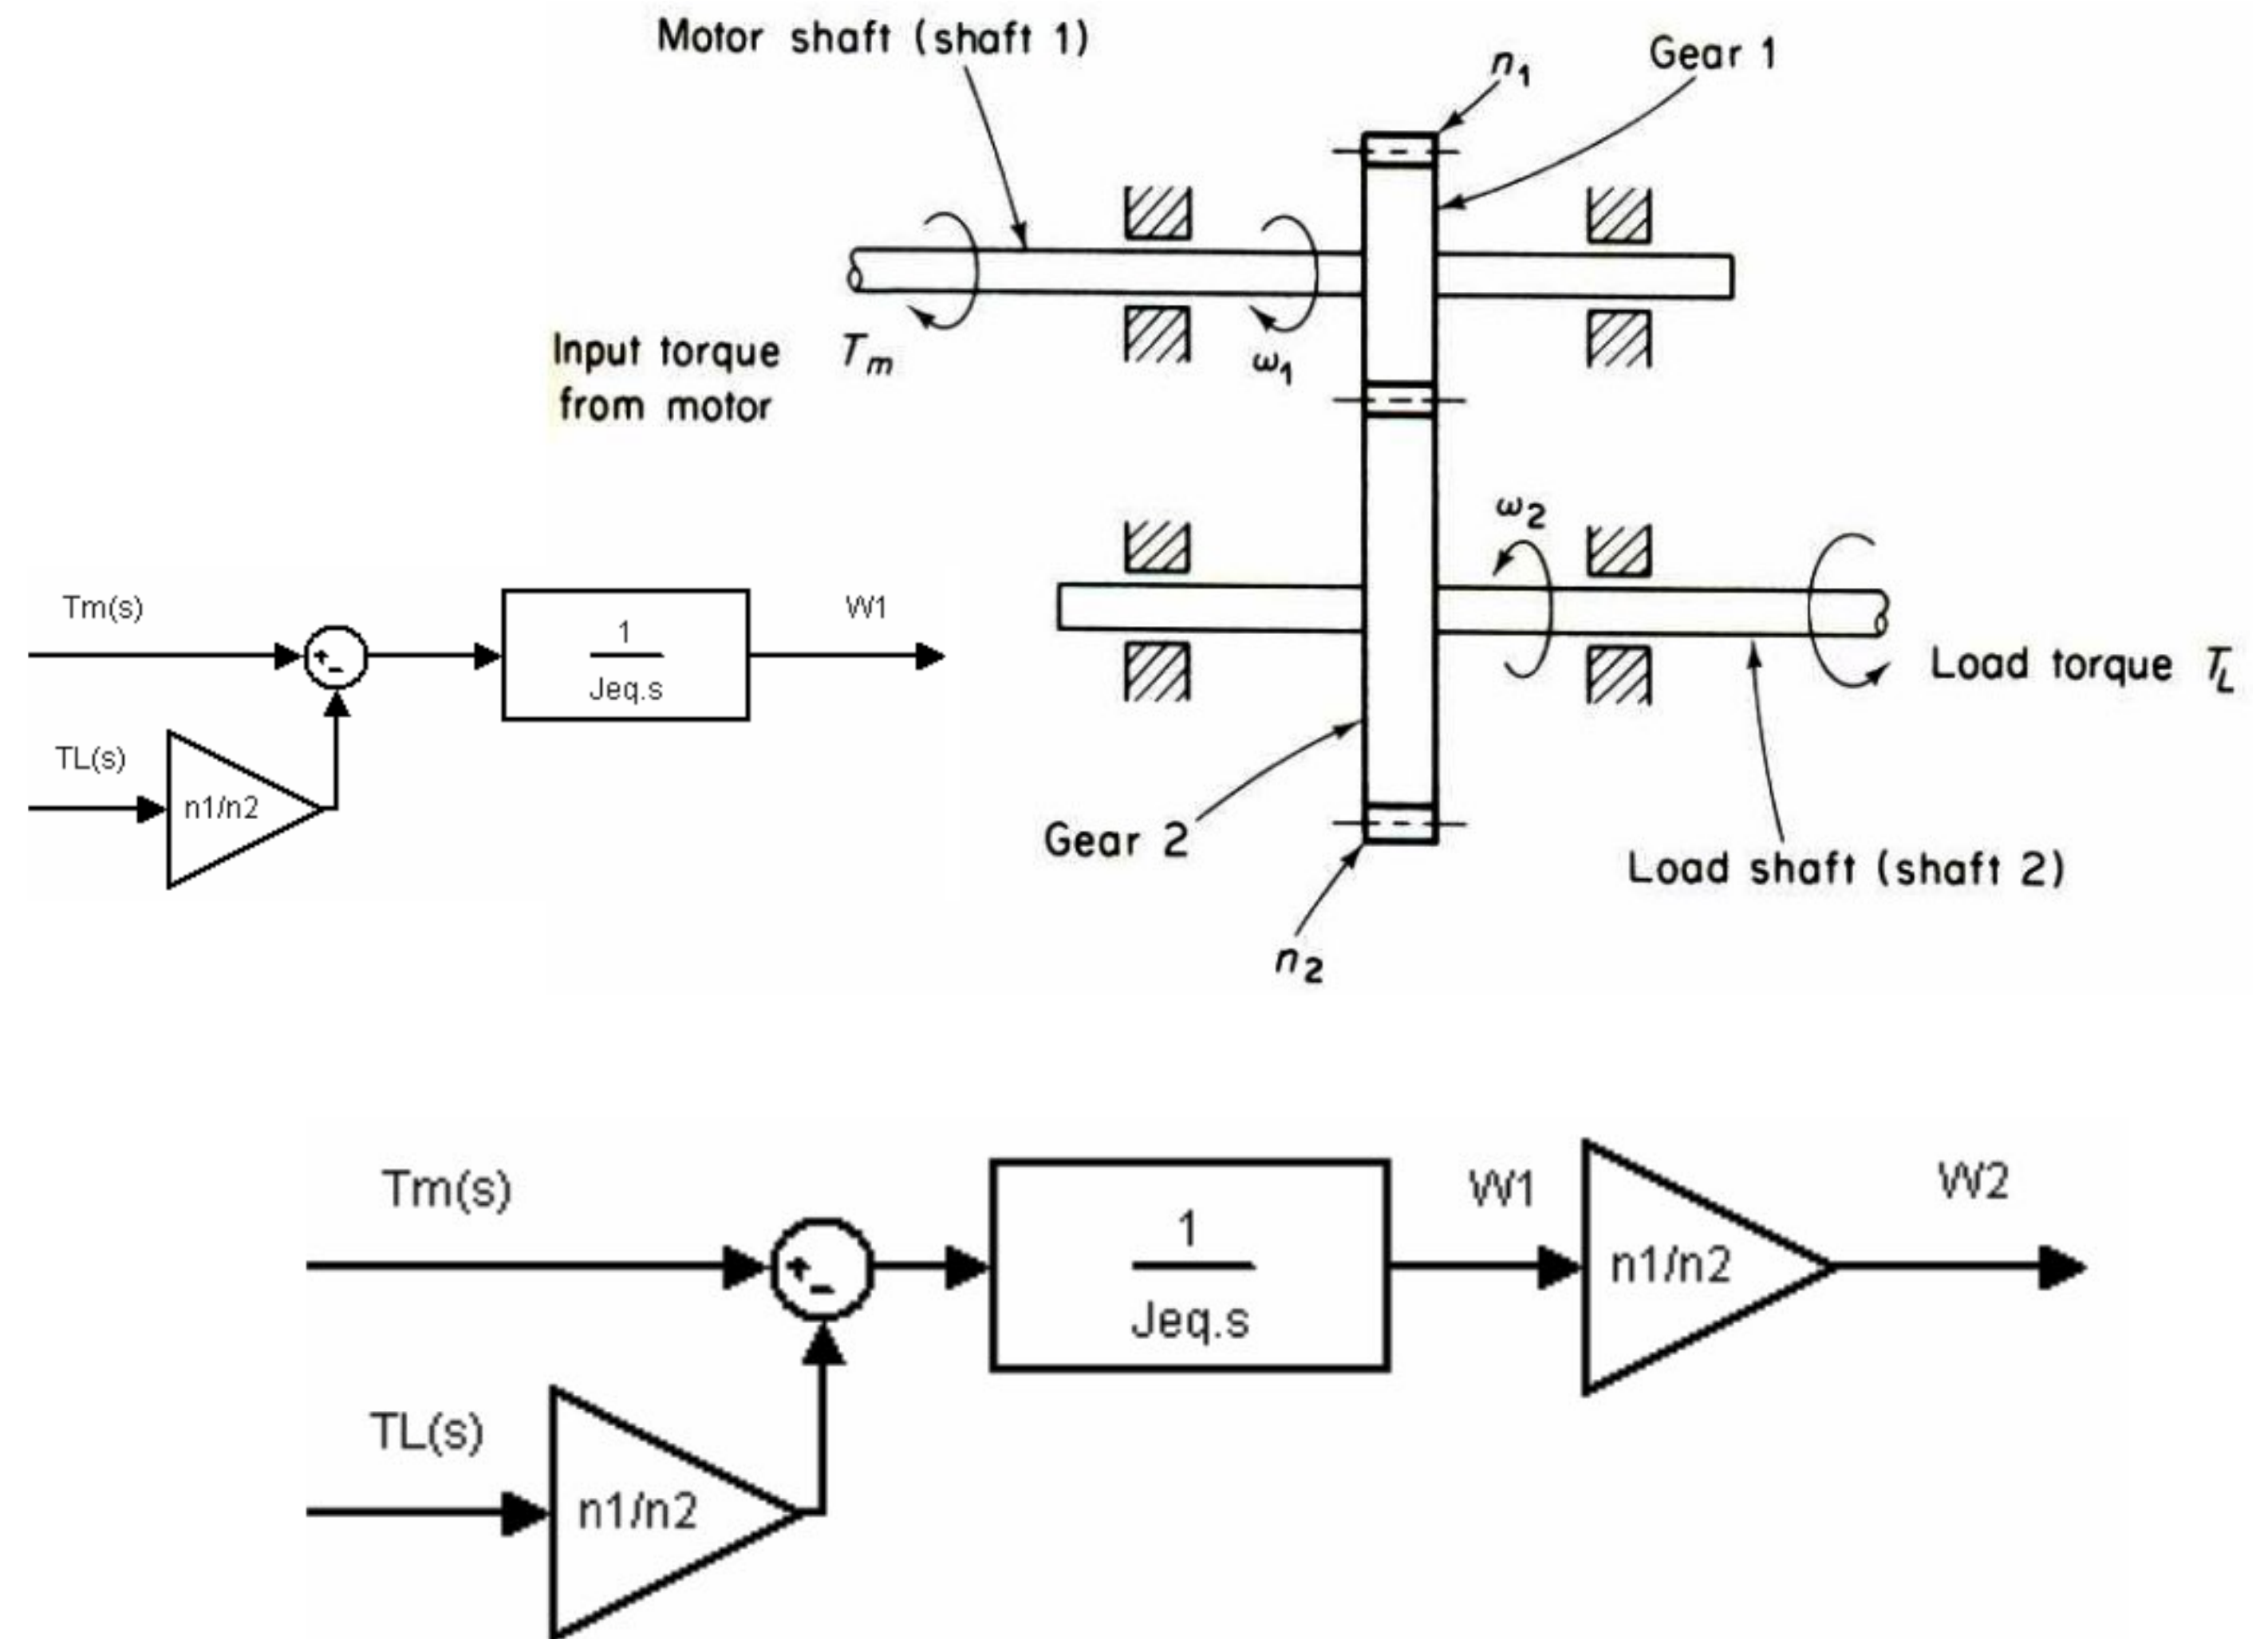 Motor shaft (shaft 1)
n1
Gear 1
Input torque Tm
from motor
ω1
ω2
Load torque TL
Gear 2
Load shaft (shaft 2)
n2
Tm(s)
+
-
1
Jeq.s
W1
TL(s)
n1/n2
Tm(s)
+
-
1
Jeq.s
W1
n1/n2
W2
TL(s)
n1/n2